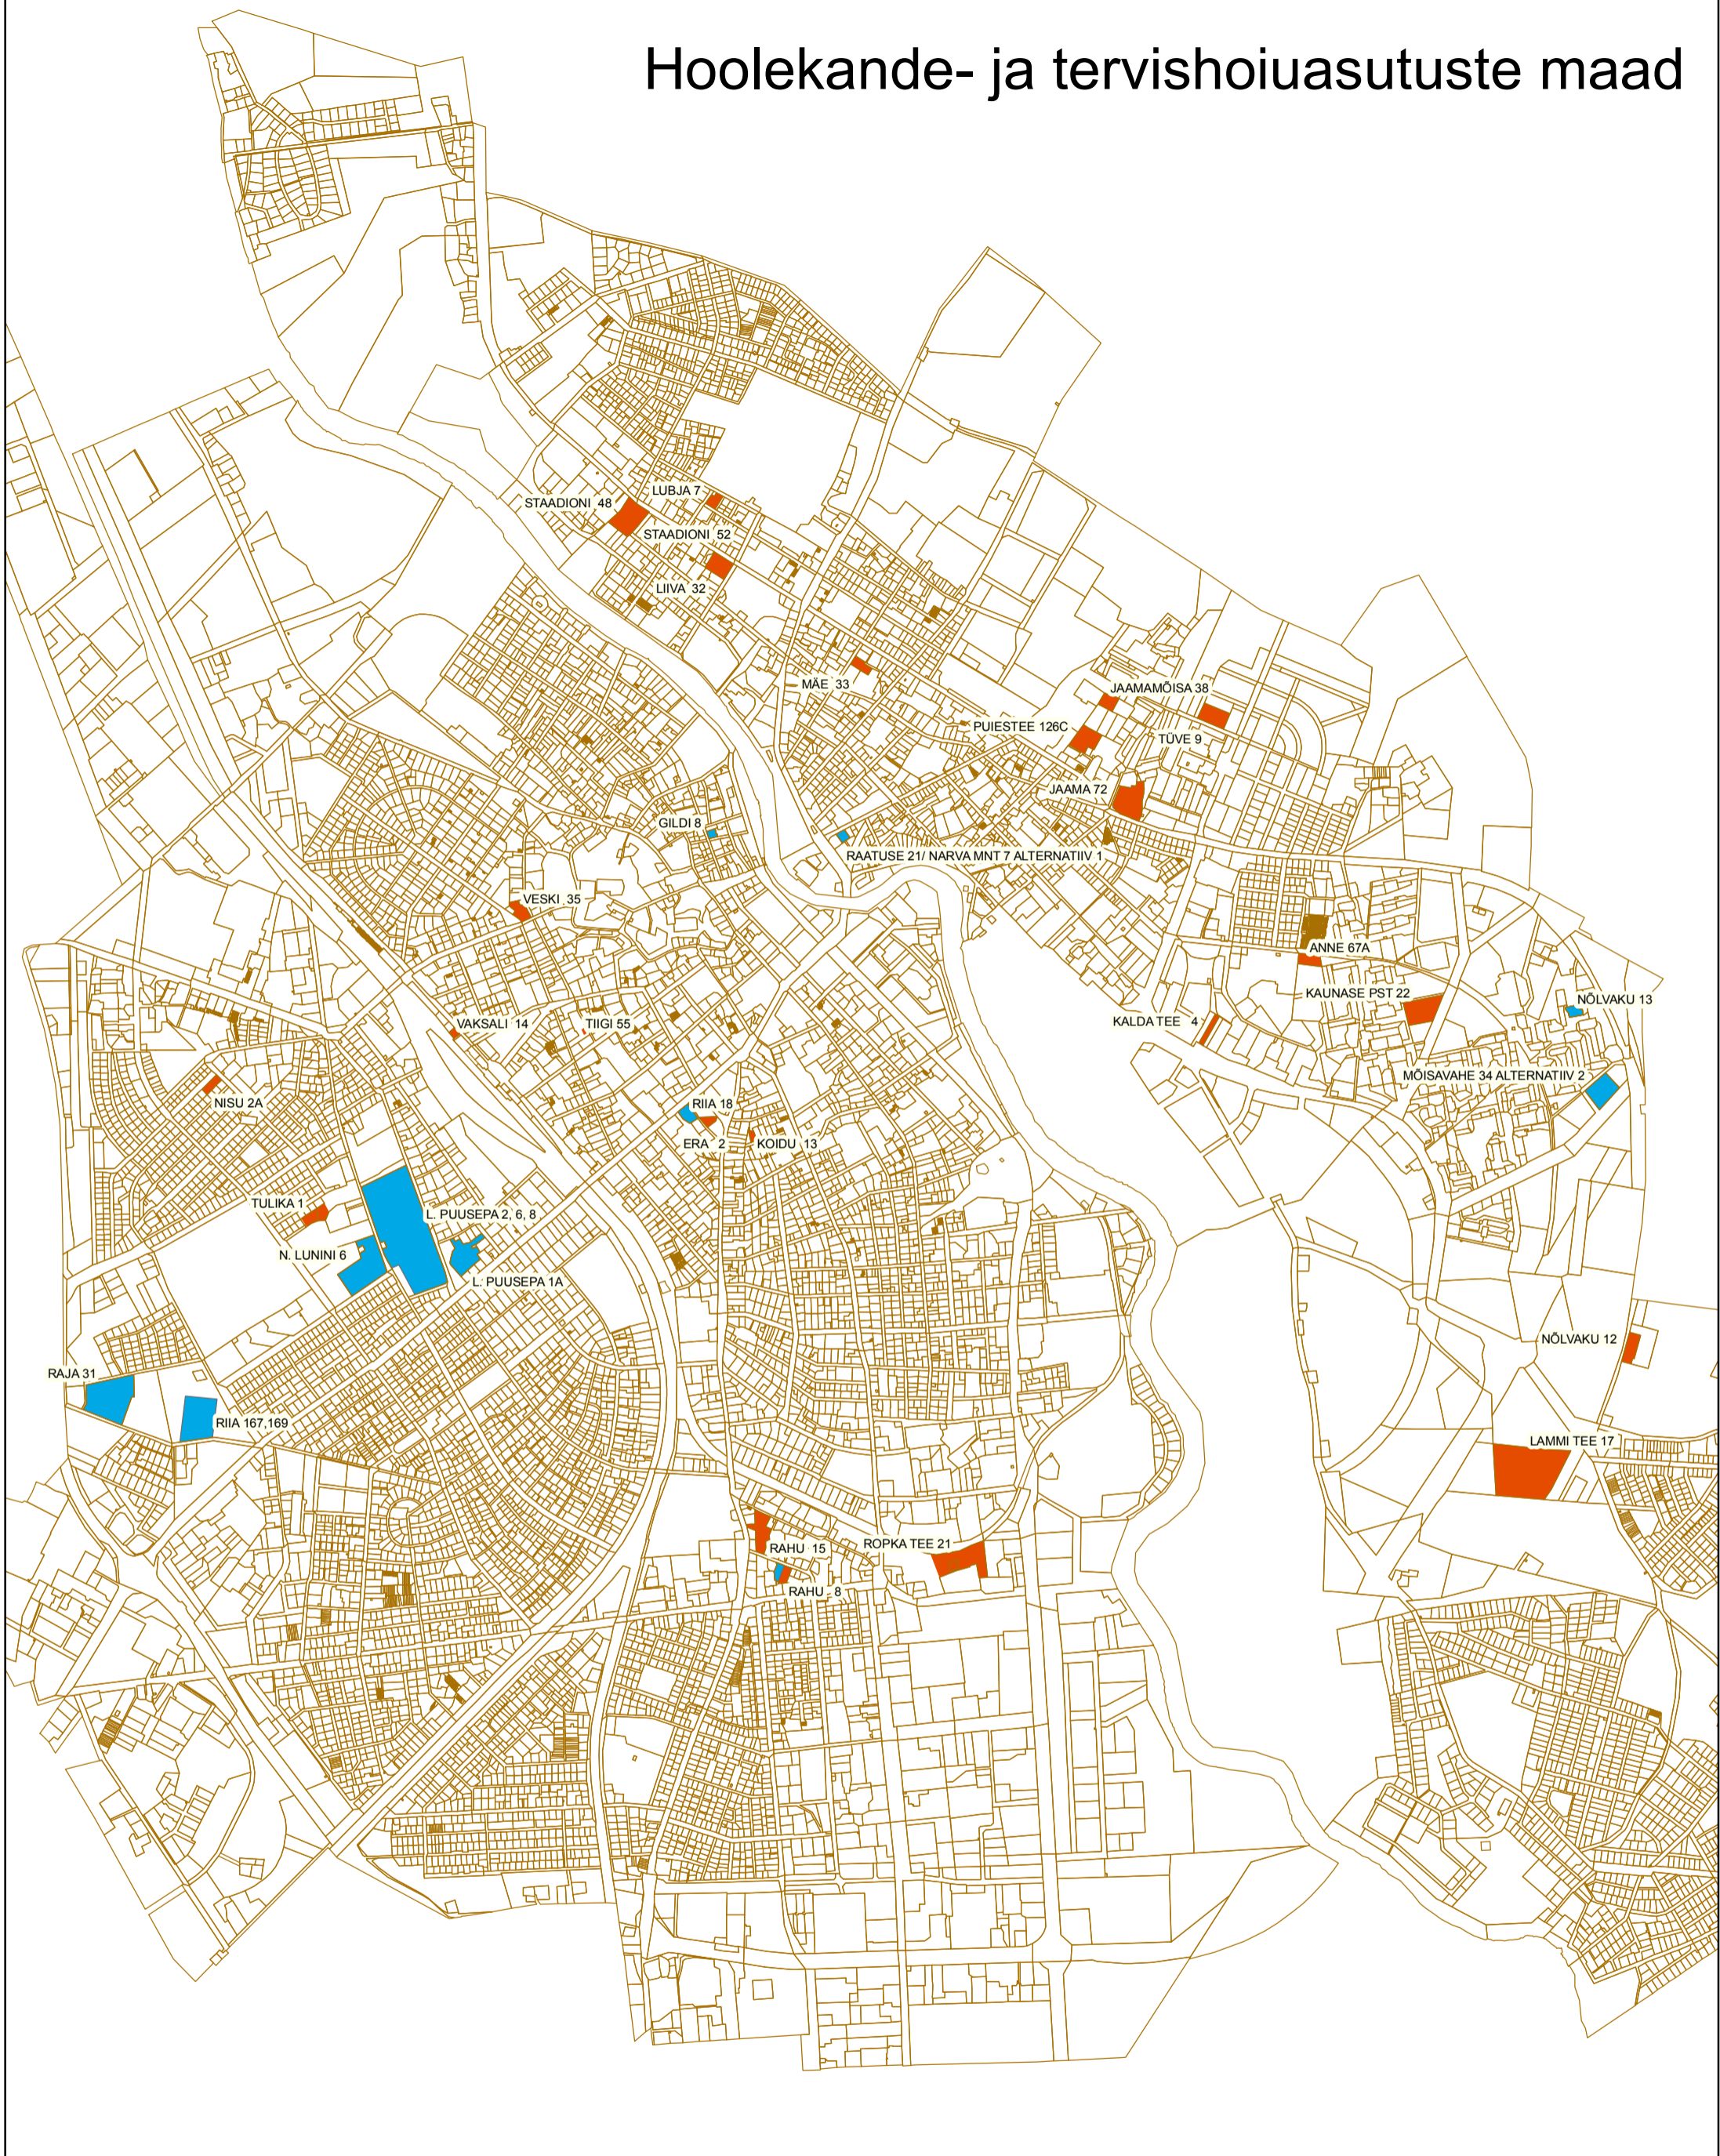 Hoolekande- ja tervishoiuasutuste maad
LUBJA 7
STAADIONI 48
STAADIONI 52
LIIVA 32
MÄE 33
JAAMAMÕISA 38
PUIESTEE 126C
TÜVE 9
JAAMA 72
GILDI 8
RAATUSE 21/ NARVA MNT 7 ALTERNATIIV 1
VESKI 35
ANNE 67A
KAUNASE PST 22
NÕLVAKU 13
VAKSALI 14
TIIGI 55
KALDA TEE 4
MÕISAVAHE 34 ALTERNATIIV 2
NISU 2A
RIIA 18
ERA 2
KOIDU 13
TULIKA 1
L. PUUSEPA 2, 6, 8
N. LUNINI 6
L. PUUSEPA 1A
NÕLVAKU 12
RAJA 31
RIIA 167,169
LAMMI TEE 17
ROPKA TEE 21
RAHU 15
RAHU 8